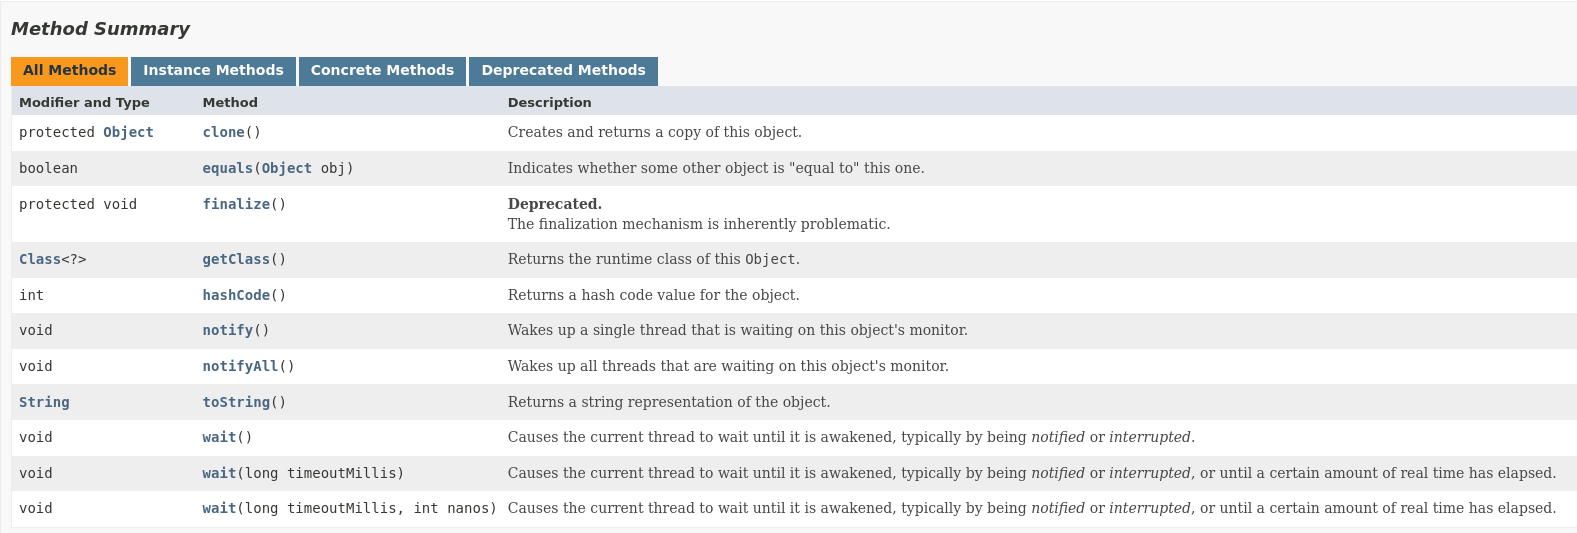 Method Summary
All Methods Instance Methods Concrete Methods Deprecated Methods
Modifier and Type Method Description
protected Object clone() Creates and returns a copy of this object.
boolean equals(Object obj) Indicates whether some other object is "equal to" this one.
protected void finalize() Deprecated.
The finalization mechanism is inherently problematic.
Class<?> getClass() Returns the runtime class of this Object.
int hashCode() Returns a hash code value for the object.
void notify() Wakes up a single thread that is waiting on this object's monitor.
void notifyAll() Wakes up all threads that are waiting on this object's monitor.
String toString() Returns a string representation of the object.
void wait() Causes the current thread to wait until it is awakened, typically by being notified or interrupted.
void wait(long timeoutMillis) Causes the current thread to wait until it is awakened, typically by being notified or interrupted, or until a certain amount of real time has elapsed.
void wait(long timeoutMillis, int nanos) Causes the current thread to wait until it is awakened, typically by being notified or interrupted, or until a certain amount of real time has elapsed.